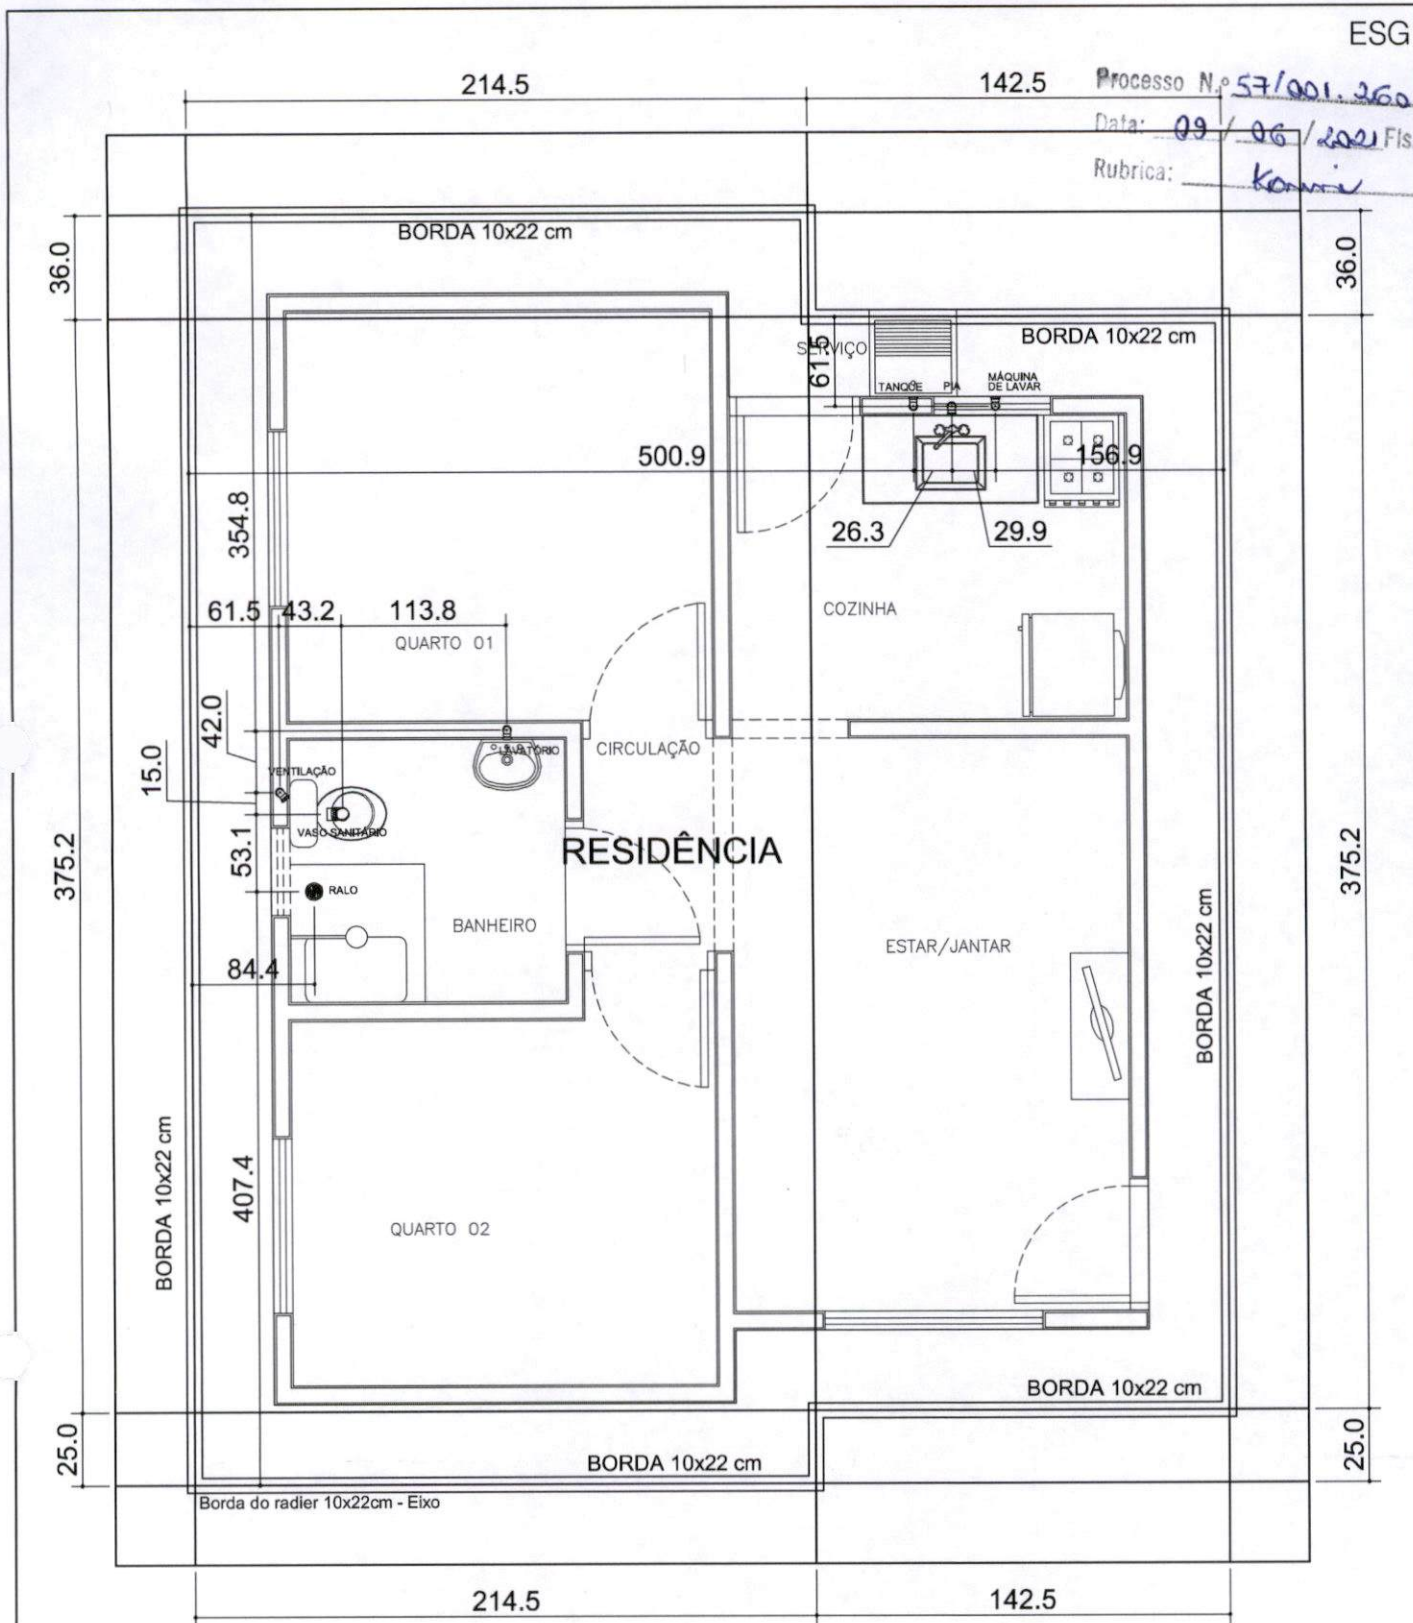 ESG
214.5
142.5
Processo N.º 57/001.260
Data: 09 / 06 / 2021 Fls
Rubrica:
36.0
BORDA 10x22 cm
36.0
61.5
SERVIÇO
BORDA 10x22 cm
TANQUE
PIA
MÁQUINA
DE LAVAR
500.9
156.9
354.8
26.3
29.9
61.5
43.2
113.8
COZINHA
QUARTO 01
42.0
15.0
LAVATÓRIO
CIRCULAÇÃO
VENTILAÇÃO
VASO SANITÁRIO
53.1
RESIDÊNCIA
375.2
375.2
RALO
BANHEIRO
ESTAR/JANTAR
84.4
BORDA 10x22 cm
BORDA 10x22 cm
407.4
QUARTO 02
BORDA 10x22 cm
25.0
25.0
BORDA 10x22 cm
Borda do radier 10x22cm - Eixo
214.5
142.5